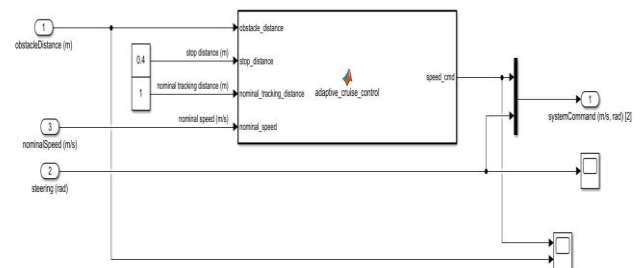 1
obstacleDistance (m)
obstacle_distance
0.4
stop distance (m)
stop_distance
1
nominal tracking distance (m)
nominal_tracking_distance
adaptive_cruise_control
speed_cmd
1
systemCommand (m/s, rad) [2]
3
nominalSpeed (m/s)
nominal speed (m/s)
nominal_speed
2
steering (rad)